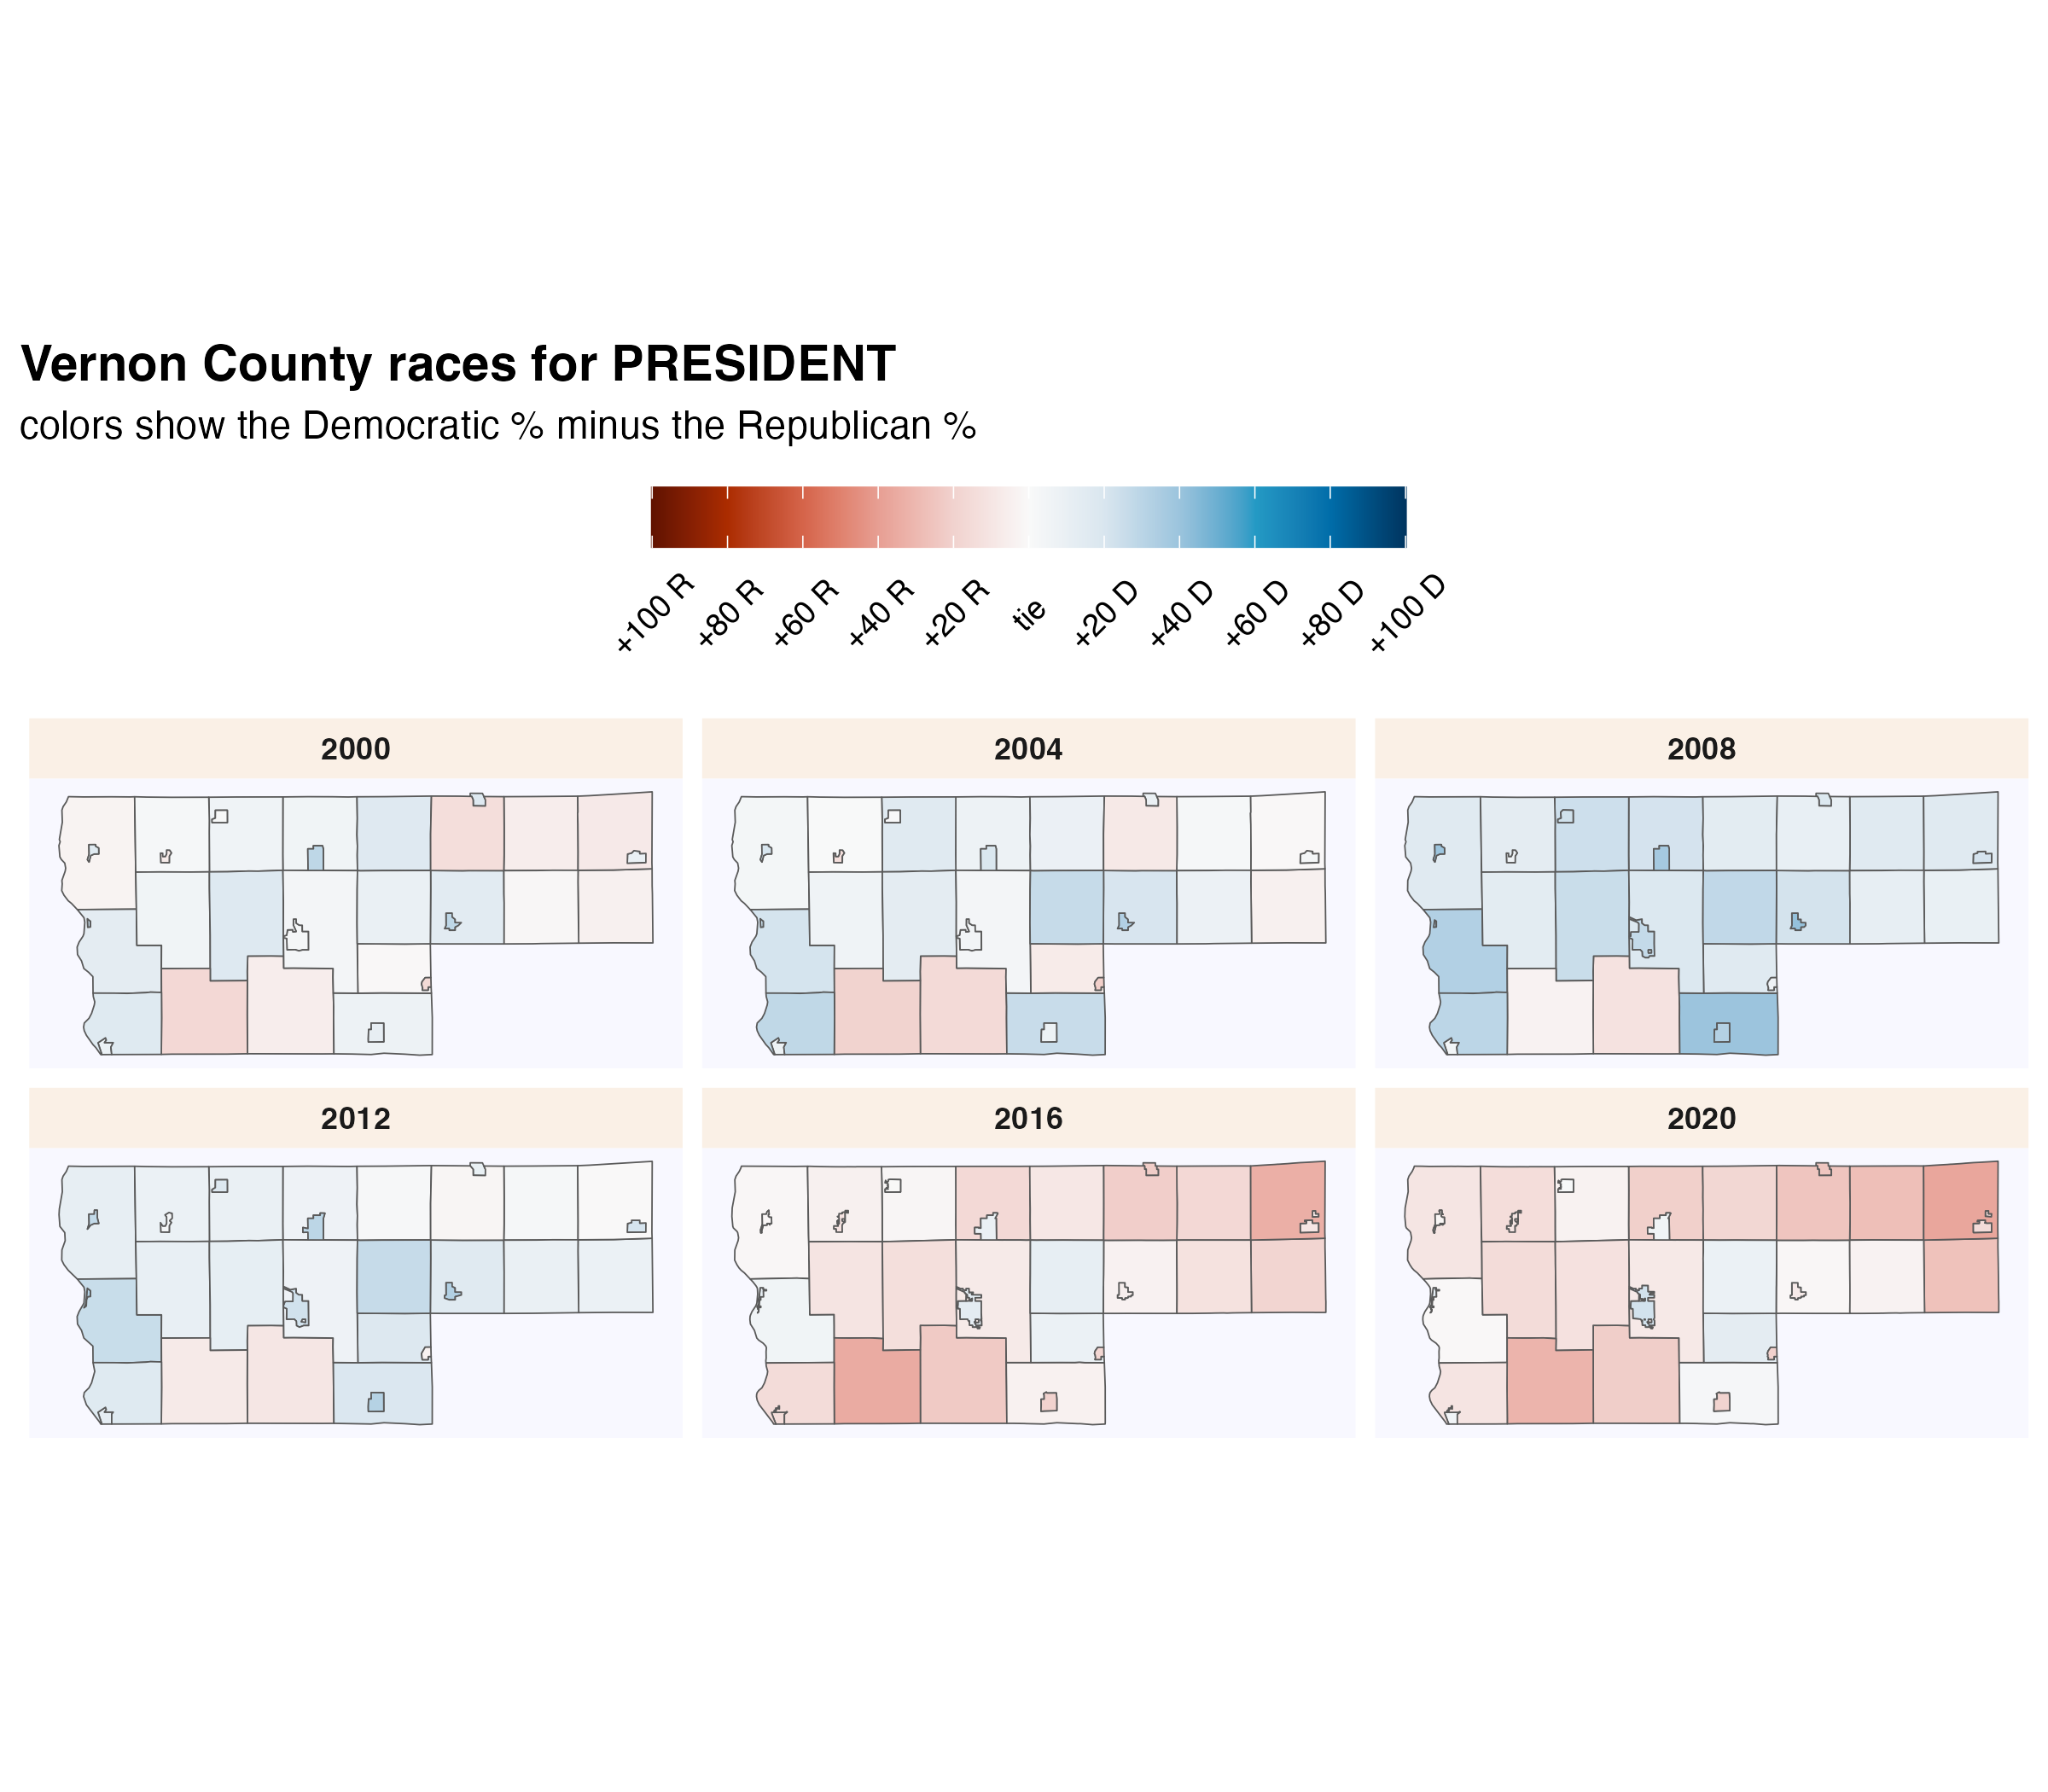 Vernon County races for PRESIDENT
colors show the Democratic % minus the Republican %
+100 R +80 R +60 R +40 R +20 R tie +20 D +40 D +60 D +80 D +100 D
2000 2004 2008
2012 2016 2020